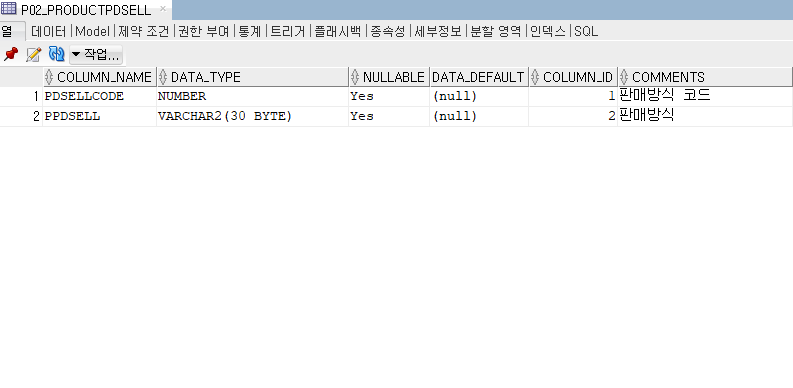 P02_PRODUCTPDSELL
열 데이터 Model 제약 조건 권한 부여 통계 트리거 플래시백 종속성 세부정보 분할 영역 인덱스 SQL
작업...
COLUMN_NAME DATA_TYPE NULLABLE DATA_DEFAULT COLUMN_ID COMMENTS
1 PDSELLCODE NUMBER Yes (null) 1 판매방식 코드
2 PPDSELL VARCHAR2(30 BYTE) Yes (null) 2 판매방식